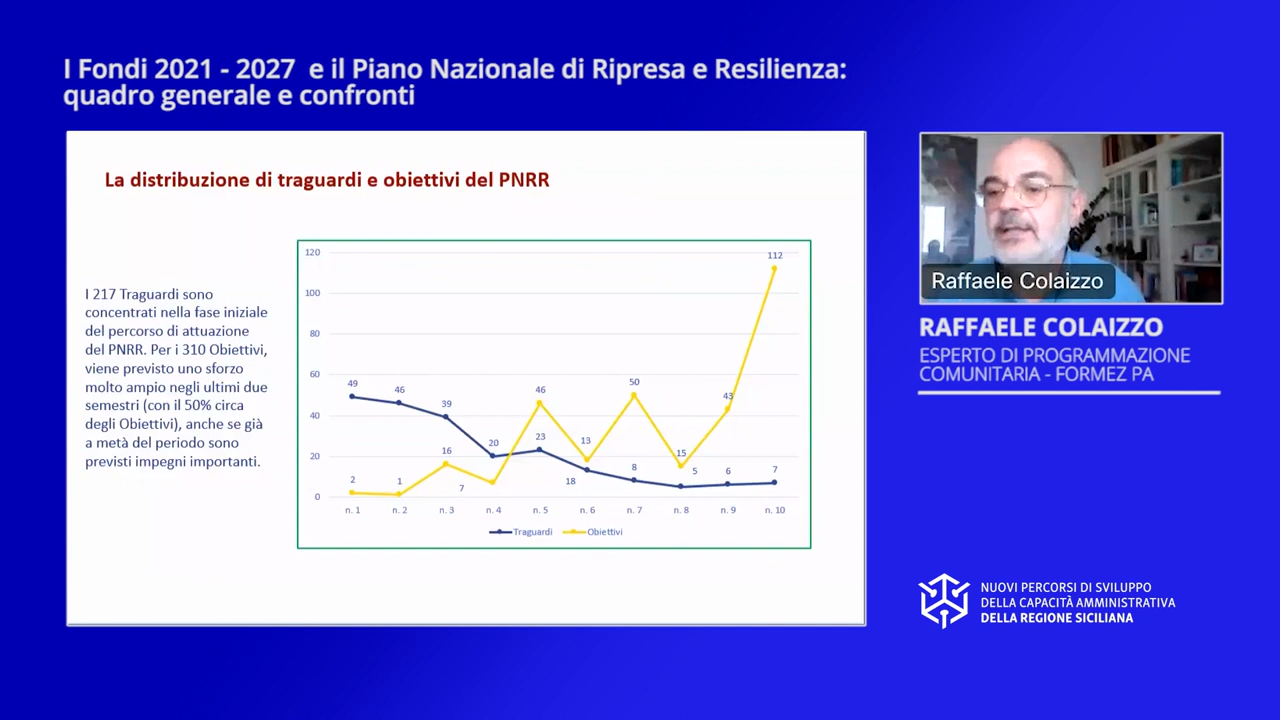 I Fondi 2021 - 2027 e il Piano Nazionale di Ripresa e Resilienza:
quadro generale e confronti
La distribuzione di traguardi e obiettivi del PNRR
I 217 Traguardi sono
concentrati nella fase iniziale
del percorso di attuazione
del PNRR. Per i 310 Obiettivi,
viene previsto uno sforzo
molto ampio negli ultimi due
semestri (con il 50% circa
degli Obiettivi), anche se già
a metà del periodo sono
previsti impegni importanti.
120
100
80
60
40
20
0
49
46
39
20
23
13
8
5
6
7
2
1
16
7
46
18
50
15
43
112
n. 1
n. 2
n. 3
n. 4
n. 5
n. 6
n. 7
n. 8
n. 9
n. 10
Traguardi
Obiettivi
Raffaele Colaizzo
RAFFAELE COLAIZZO
ESPERTO DI PROGRAMMAZIONE
COMUNITARIA - FORMEZ PA
NUOVI PERCORSI DI SVILUPPO
DELLA CAPACITÀ AMMINISTRATIVA
DELLA REGIONE SICILIANA